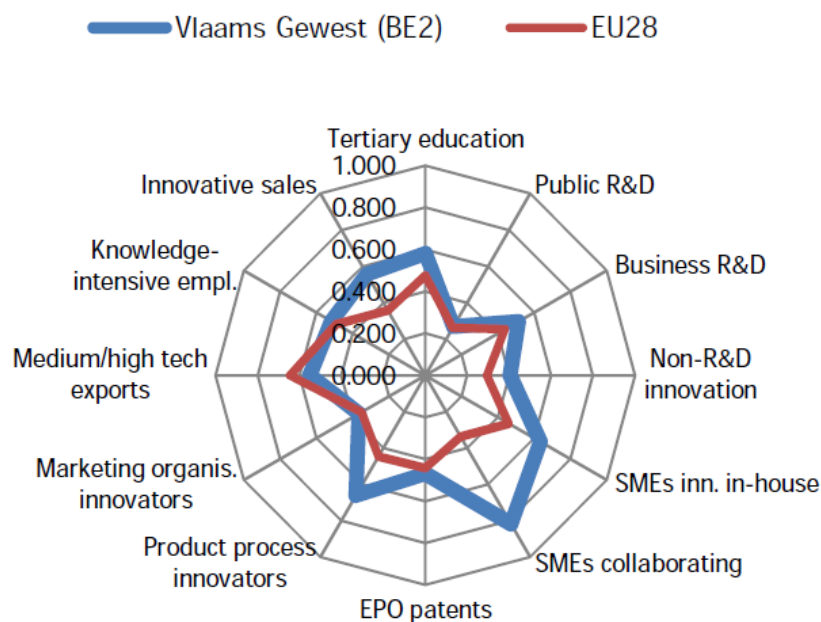 Vlaams Gewest (BE2)
EU28
Tertiary education
1.000
0.800
0.600
0.400
0.200
0.000
Public R&D
Business R&D
Non-R&D
innovation
SMEs inn. in-house
SMEs collaborating
EPO patents
Product process
innovators
Marketing organis.
innovators
Medium/high tech
exports
Knowledge-
intensive empl.
Innovative sales